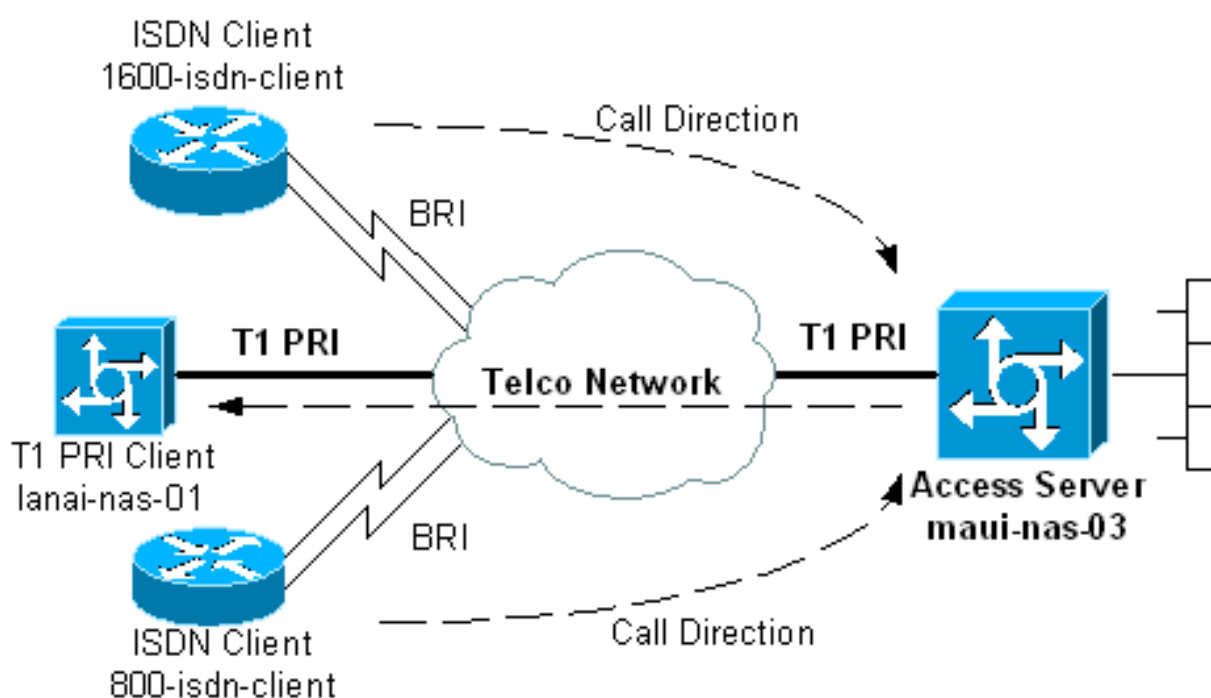 ISDN Client
1600-isdn-client
Call Direction
BRI
T1 PRI
T1 PRI
Telco Network
T1 PRI Client
lanai-nas-01
Access Server
maui-nas-03
BRI
Call Direction
ISDN Client
800-isdn-client